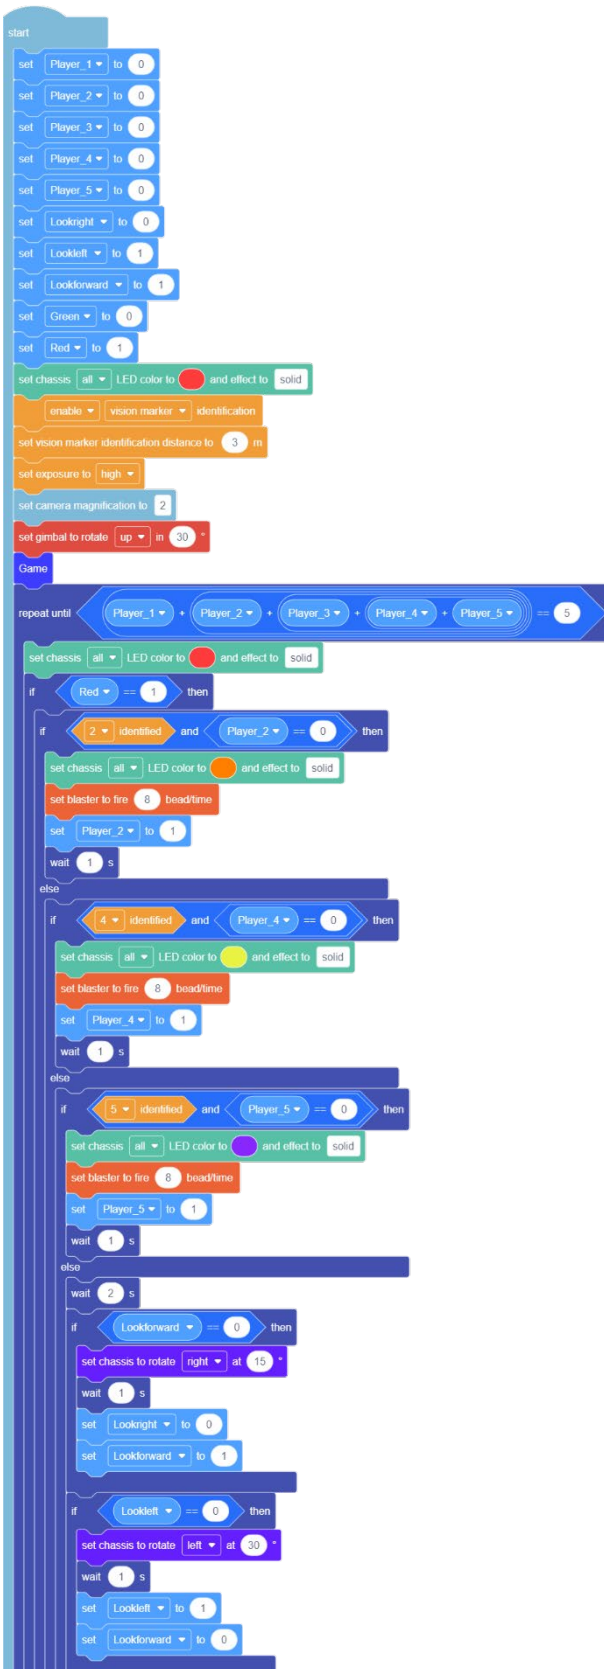 start
set Player_1 to 0
set Player_2 to 0
set Player_3 to 0
set Player_4 to 0
set Player_5 to 0
set Lookright to 0
set Lookleft to 1
set Lookforward to 1
set Green to 0
set Red to 1
set chassis all LED color to and effect to solid
enable vision marker identification
set vision marker identification distance to 3 m
set exposure to high
set camera magnification to 2
set gimbal to rotate up in 30 °
Game
repeat until Player_1 + Player_2 + Player_3 + Player_4 + Player_5 == 5
set chassis all LED color to and effect to solid
if Red == 1 then
if 2 identified and Player_2 == 0 then
set chassis all LED color to and effect to solid
set blaster to fire 8 bead/time
set Player_2 to 1
wait 1 s
else
if 4 identified and Player_4 == 0 then
set chassis all LED color to and effect to solid
set blaster to fire 8 bead/time
set Player_4 to 1
wait 1 s
else
if 5 identified and Player_5 == 0 then
set chassis all LED color to and effect to solid
set blaster to fire 8 bead/time
set Player_5 to 1
wait 1 s
else
wait 2 s
if Lookforward == 0 then
set chassis to rotate right at 15 °
wait 1 s
set Lookright to 0
set Lookforward to 1
if Lookleft == 0 then
set chassis to rotate left at 30 °
wait 1 s
set Lookleft to 1
set Lookforward to 0